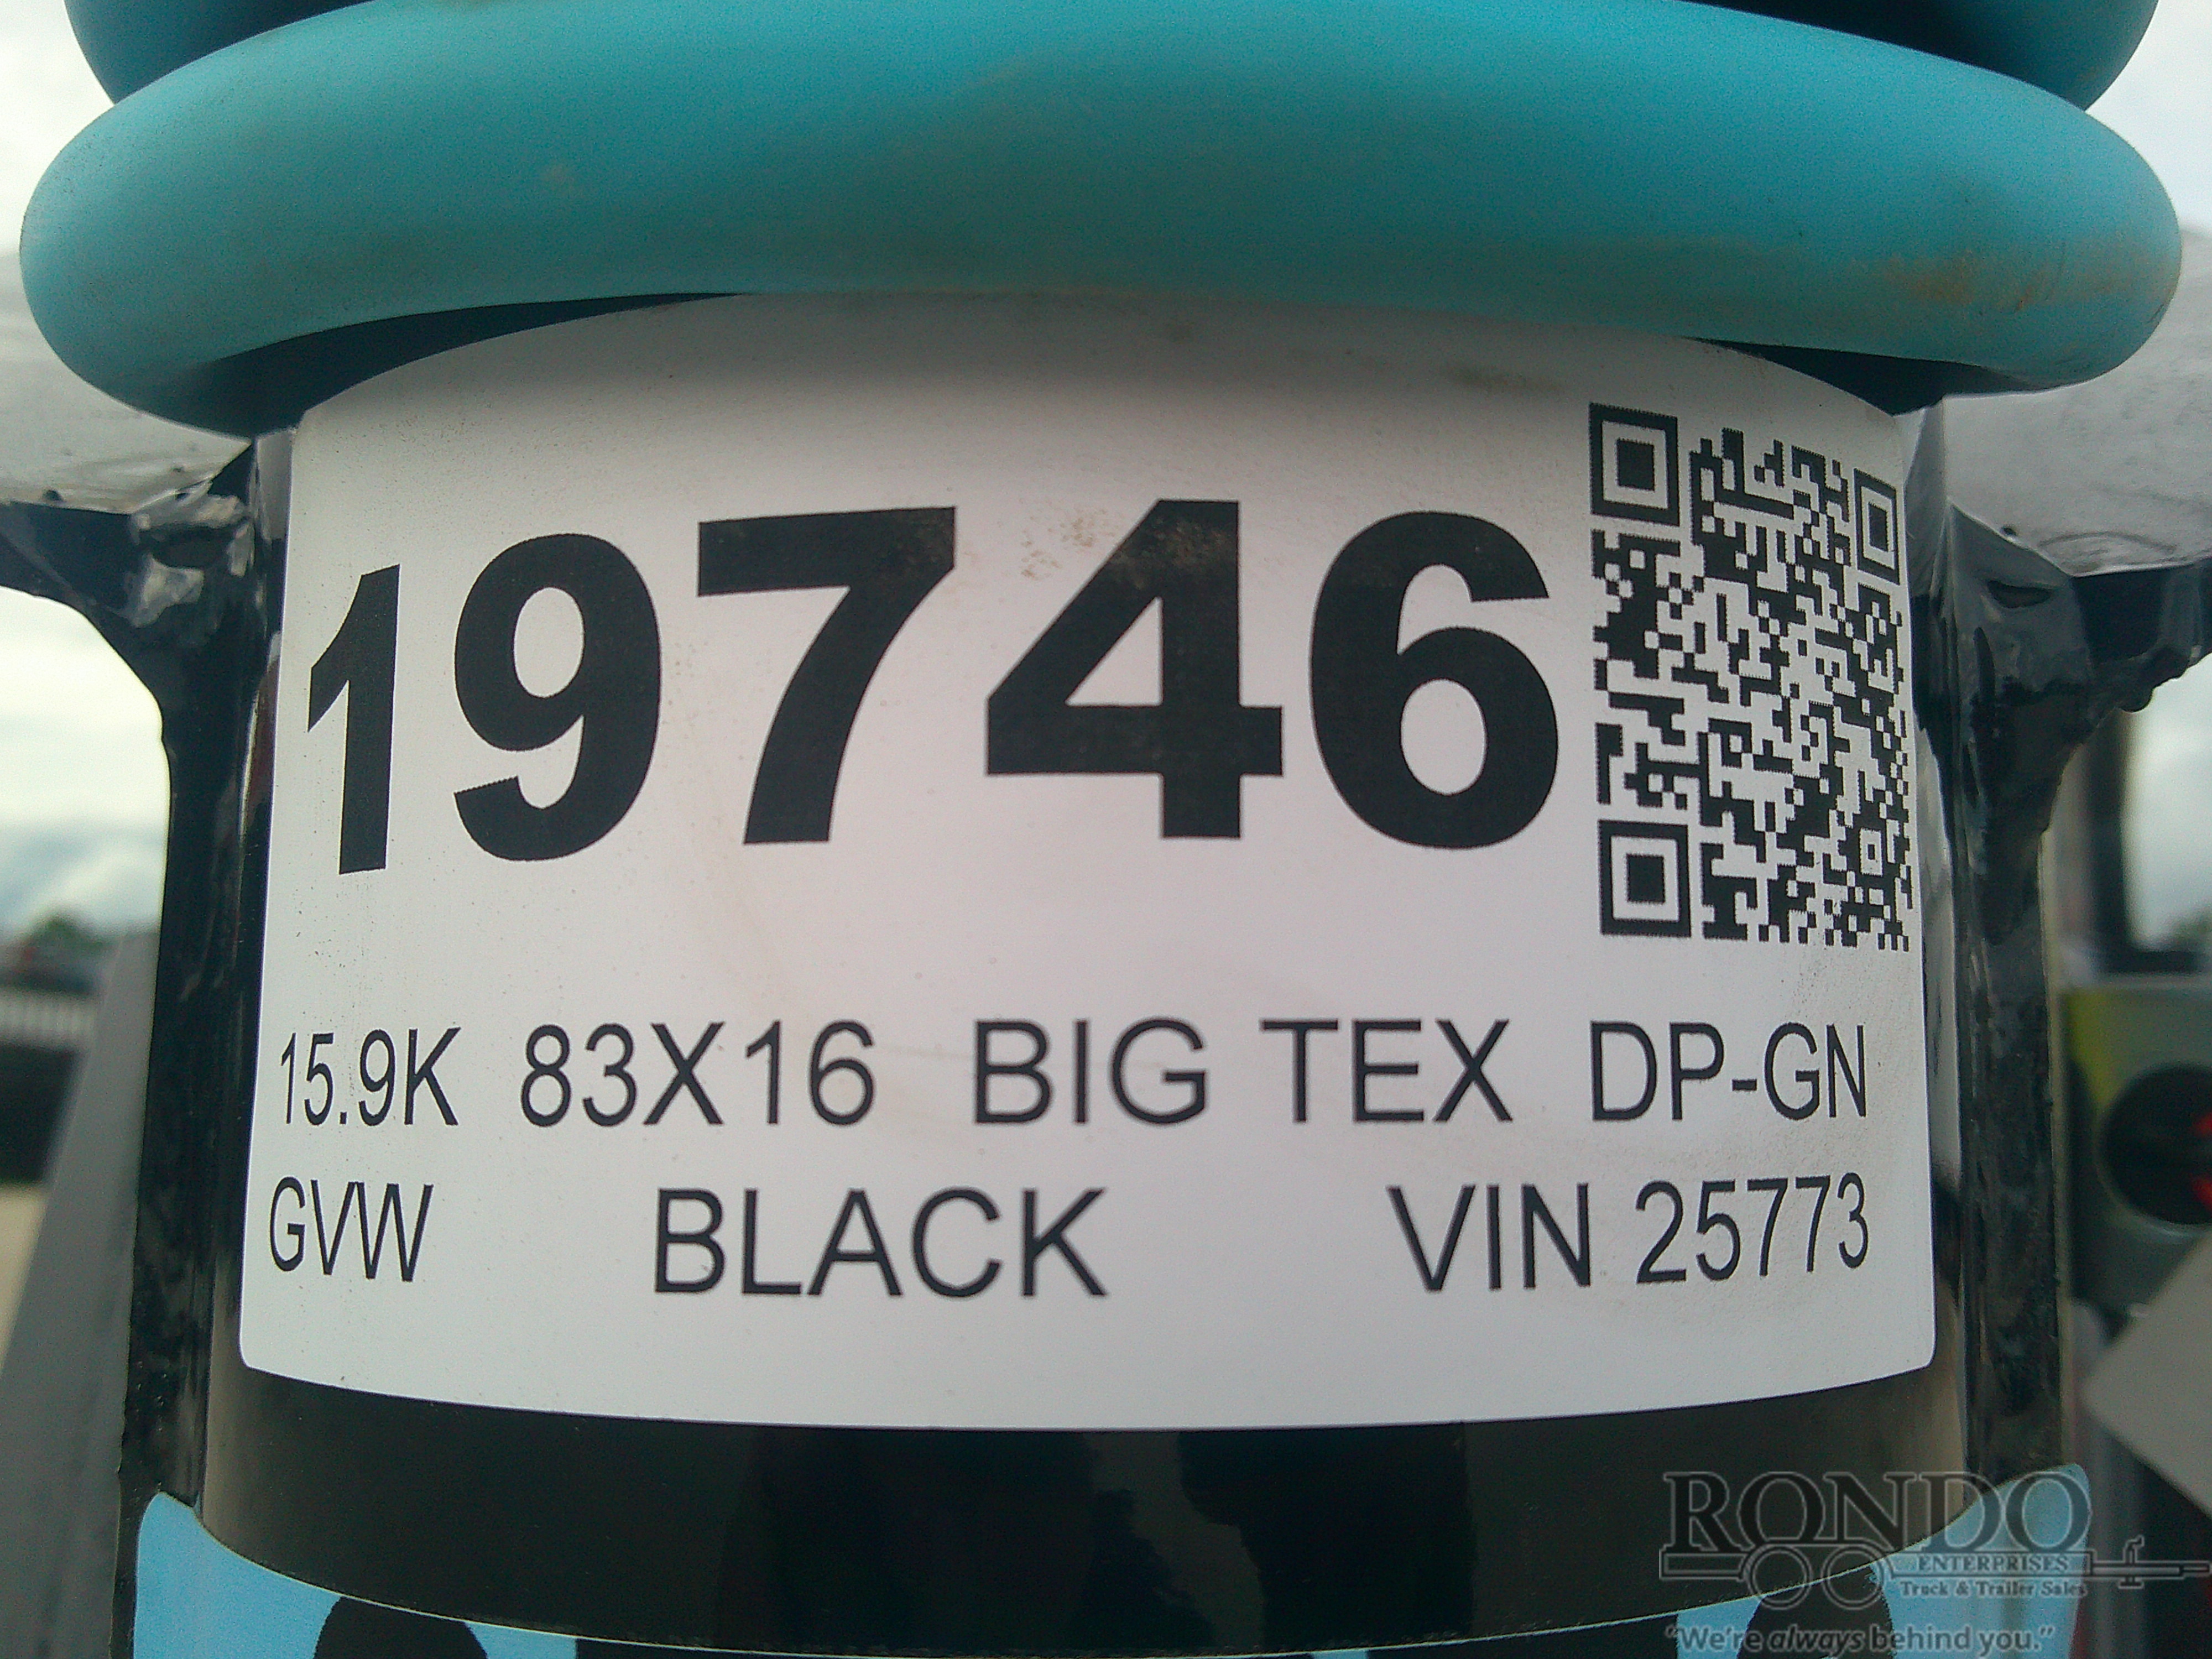 19746
15.9K 83X16 BIG TEX DP-GN
GVW BLACK VIN 25773
RONDO
ENTERPRISES
Truck & Trailer Sales
"We're always behind you."